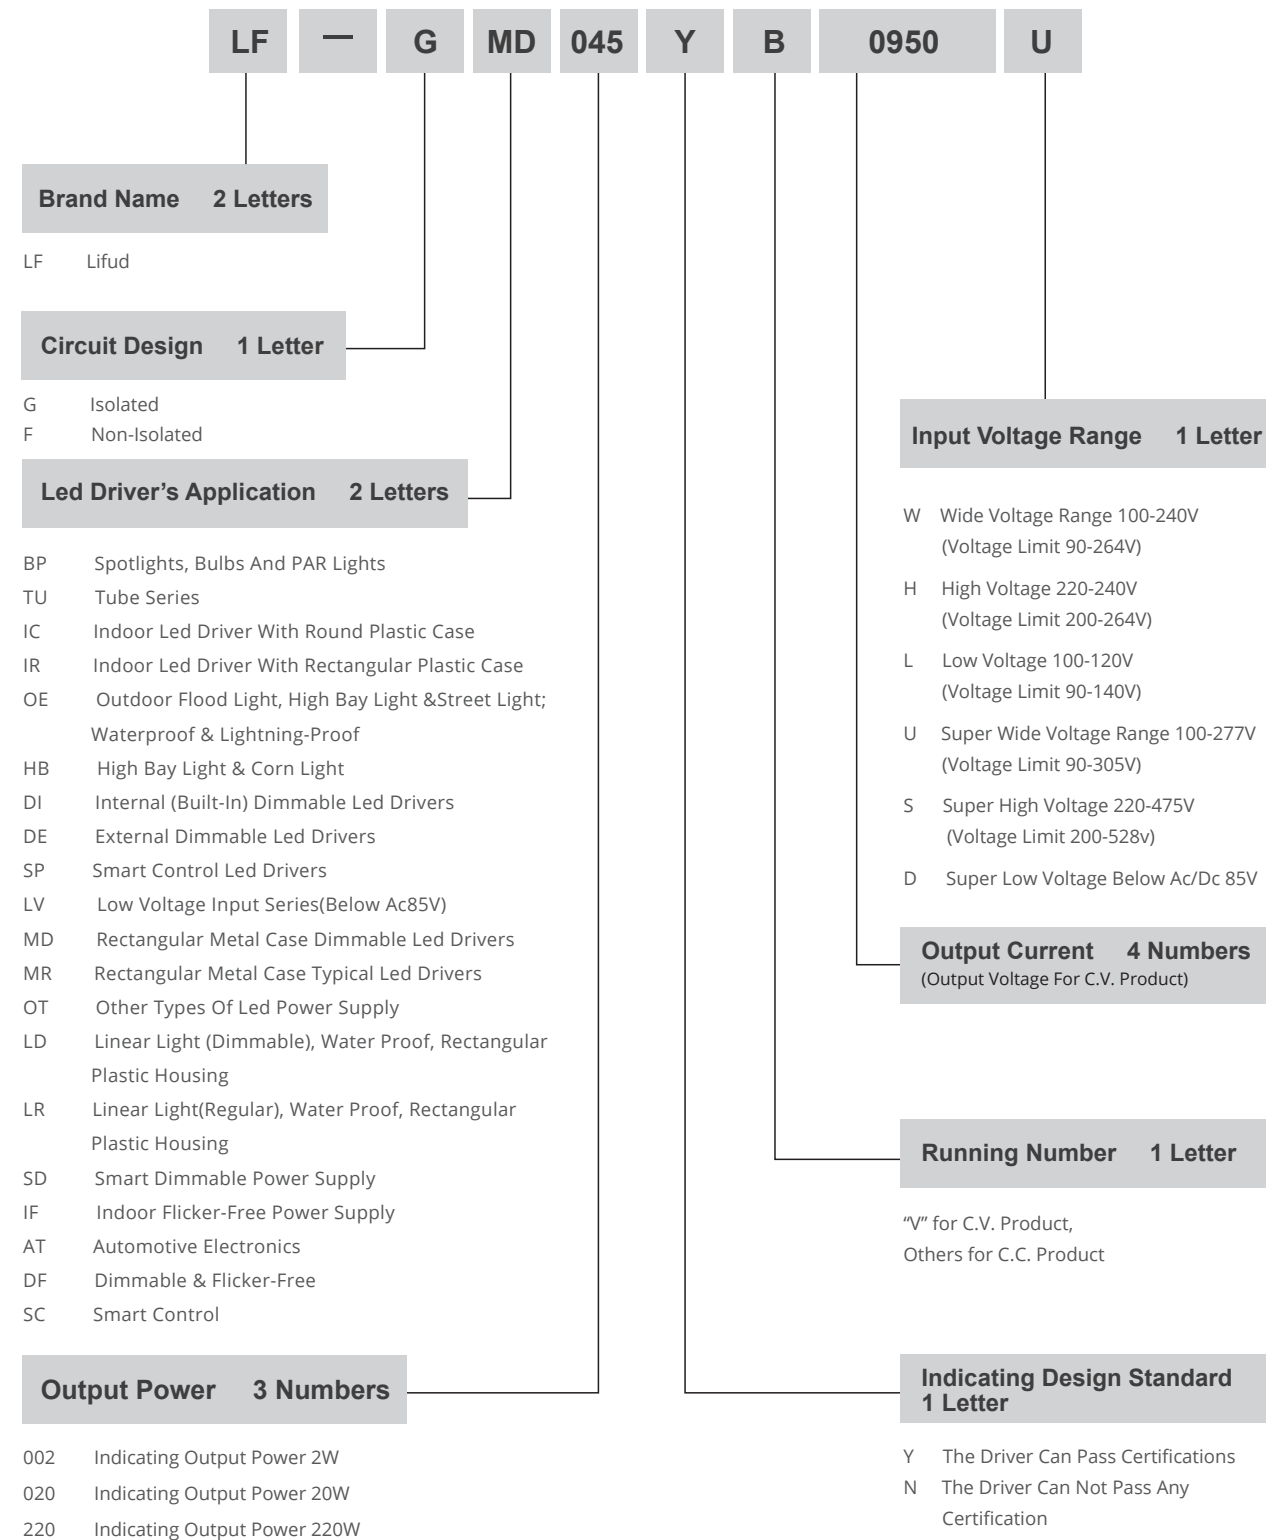 LF — G MD 045 Y B 0950 U
Brand Name 2 Letters
LF Lifud
Circuit Design 1 Letter
G Isolated
F Non-Isolated
Led Driver’s Application 2 Letters
BP Spotlights, Bulbs And PAR Lights
TU Tube Series
IC Indoor Led Driver With Round Plastic Case
IR Indoor Led Driver With Rectangular Plastic Case
OE Outdoor Flood Light, High Bay Light &Street Light;
Waterproof & Lightning-Proof
HB High Bay Light & Corn Light
DI Internal (Built-In) Dimmable Led Drivers
DE External Dimmable Led Drivers
SP Smart Control Led Drivers
LV Low Voltage Input Series(Below Ac85V)
MD Rectangular Metal Case Dimmable Led Drivers
MR Rectangular Metal Case Typical Led Drivers
OT Other Types Of Led Power Supply
LD Linear Light (Dimmable), Water Proof, Rectangular
Plastic Housing
LR Linear Light(Regular), Water Proof, Rectangular
Plastic Housing
SD Smart Dimmable Power Supply
IF Indoor Flicker-Free Power Supply
AT Automotive Electronics
DF Dimmable & Flicker-Free
SC Smart Control
Output Power 3 Numbers
002 Indicating Output Power 2W
020 Indicating Output Power 20W
220 Indicating Output Power 220W
Input Voltage Range 1 Letter
W Wide Voltage Range 100-240V
(Voltage Limit 90-264V)
H High Voltage 220-240V
(Voltage Limit 200-264V)
L Low Voltage 100-120V
(Voltage Limit 90-140V)
U Super Wide Voltage Range 100-277V
(Voltage Limit 90-305V)
S Super High Voltage 220-475V
(Voltage Limit 200-528v)
D Super Low Voltage Below Ac/Dc 85V
Output Current 4 Numbers
(Output Voltage For C.V. Product)
Running Number 1 Letter
“V” for C.V. Product,
Others for C.C. Product
Indicating Design Standard
1 Letter
Y The Driver Can Pass Certifications
N The Driver Can Not Pass Any
Certification